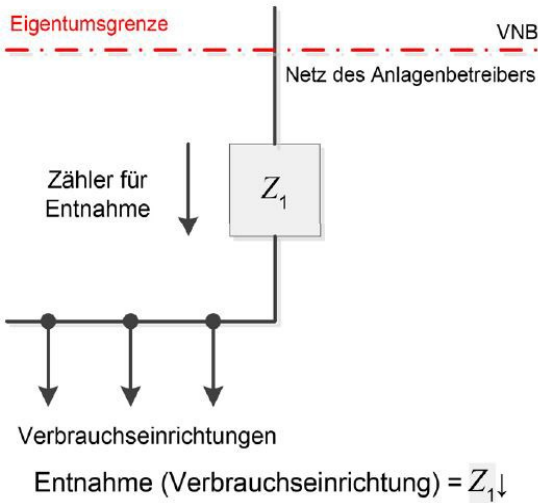 Eigentumsgrenze
VNB
Netz des Anlagenbetreibers
Zähler für
Entnahme
Z₁
Verbrauchseinrichtungen
Entnahme (Verbrauchseinrichtung) = Z₁↓